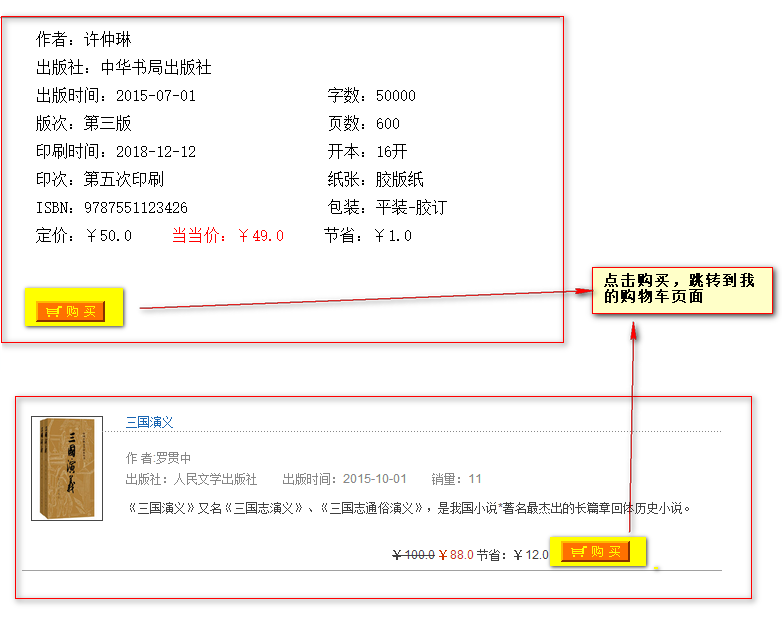 作者：许仲琳
出版社：中华书局出版社
出版时间：2015-07-01 字数：50000
版次：第三版 页数：600
印刷时间：2018-12-12 开本：16开
印次：第五次印刷 纸张：胶版纸
ISBN：9787551123426 包装：平装-胶订
定价：￥50.0 当当价：￥49.0 节省：￥1.0
购 买
点击购买，跳转到我
的购物车页面
三国演义
三国演义
作 者:罗贯中
出版社：人民文学出版社 出版时间：2015-10-01 销量：11
《三国演义》又名《三国志演义》、《三国志通俗演义》，是我国小说*著名最杰出的长篇章回体历史小说。
￥100.0 ￥88.0 节省：￥12.0 购 买